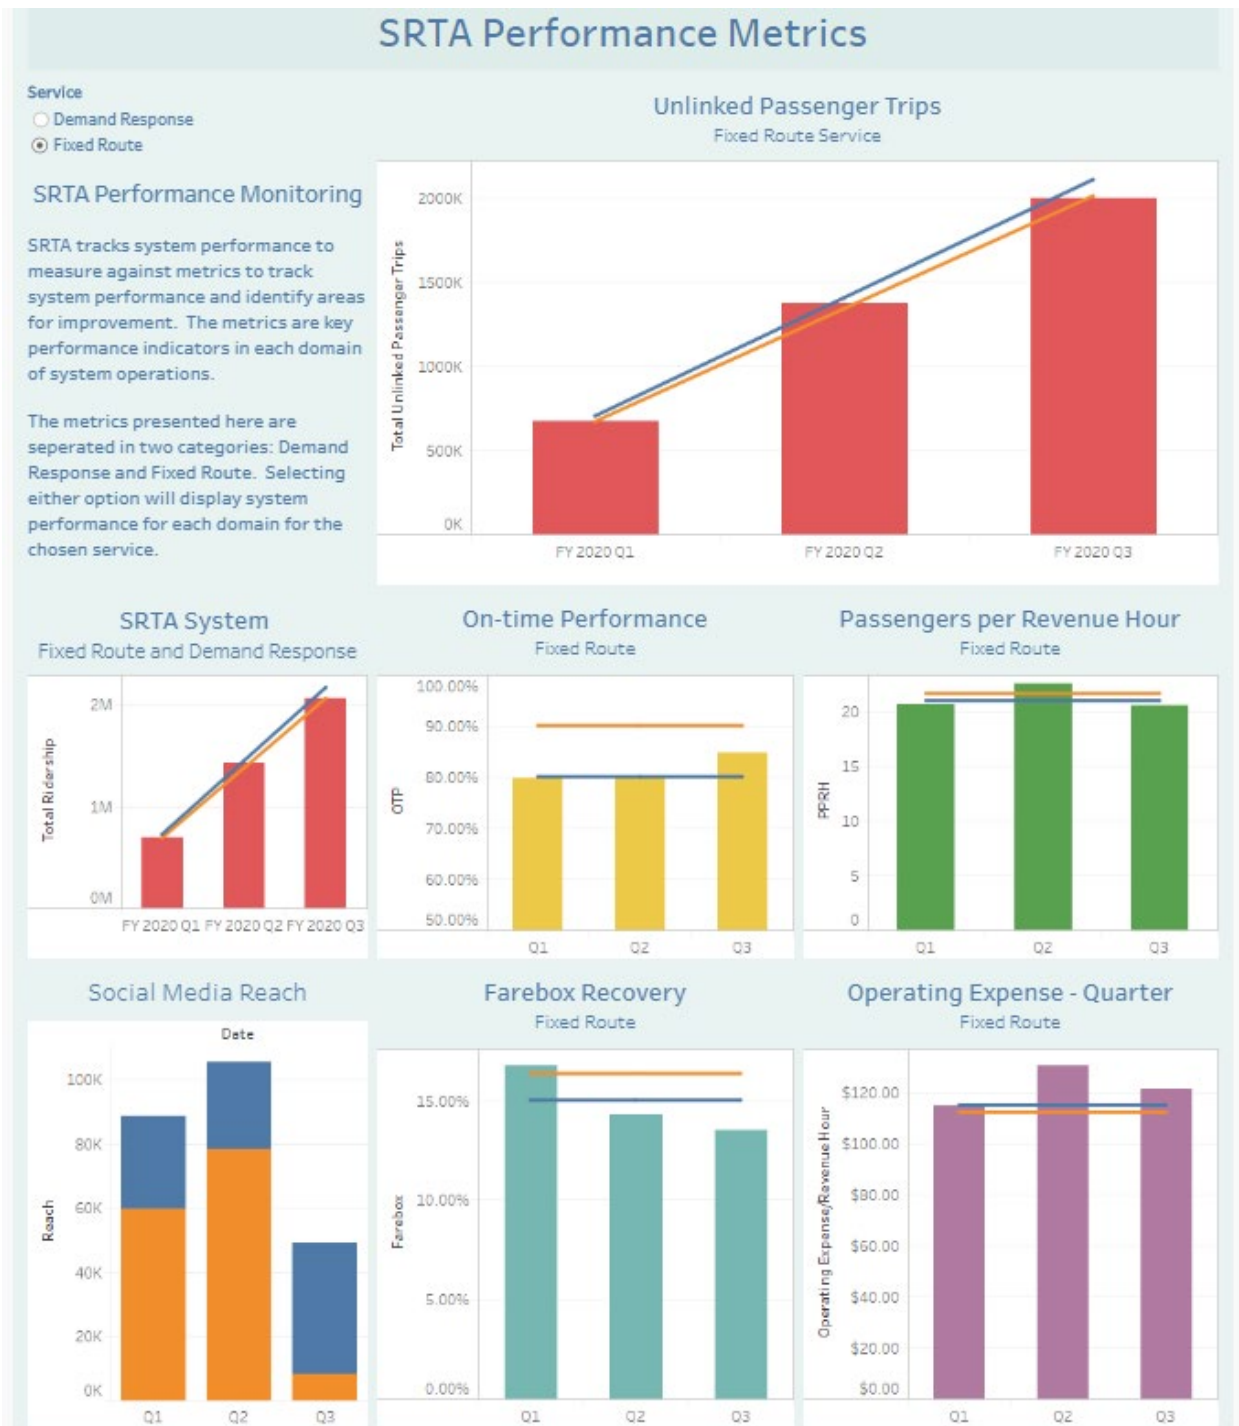 SRTA Performance Metrics
Service
Demand Response
Fixed Route
SRTA Performance Monitoring
SRTA tracks system performance to
measure against metrics to track
system performance and identify areas
for improvement. The metrics are key
performance indicators in each domain
of system operations.
The metrics presented here are
seperated in two categories: Demand
Response and Fixed Route. Selecting
either option will display system
performance for each domain for the
chosen service.
Unlinked Passenger Trips
Fixed Route Service
Total Unlinked Passenger Trips
2000K
1500K
1000K
500K
0K
FY 2020 Q1 FY 2020 Q2 FY 2020 Q3
SRTA System
Fixed Route and Demand Response
Total Ridership
2M
1M
0M
FY 2020 Q1 FY 2020 Q2 FY 2020 Q3
On-time Performance
Fixed Route
OTP
100.00%
90.00%
80.00%
70.00%
60.00%
50.00%
Q1 Q2 Q3
Passengers per Revenue Hour
Fixed Route
PPRH
20
15
10
5
0
Q1 Q2 Q3
Social Media Reach
Date
Reach
100K
80K
60K
40K
20K
0K
Q1 Q2 Q3
Farebox Recovery
Fixed Route
Farebox
15.00%
10.00%
5.00%
0.00%
Q1 Q2 Q3
Operating Expense - Quarter
Fixed Route
Operating Expense/Revenue Hour
$120.00
$100.00
$80.00
$60.00
$40.00
$20.00
$0.00
Q1 Q2 Q3